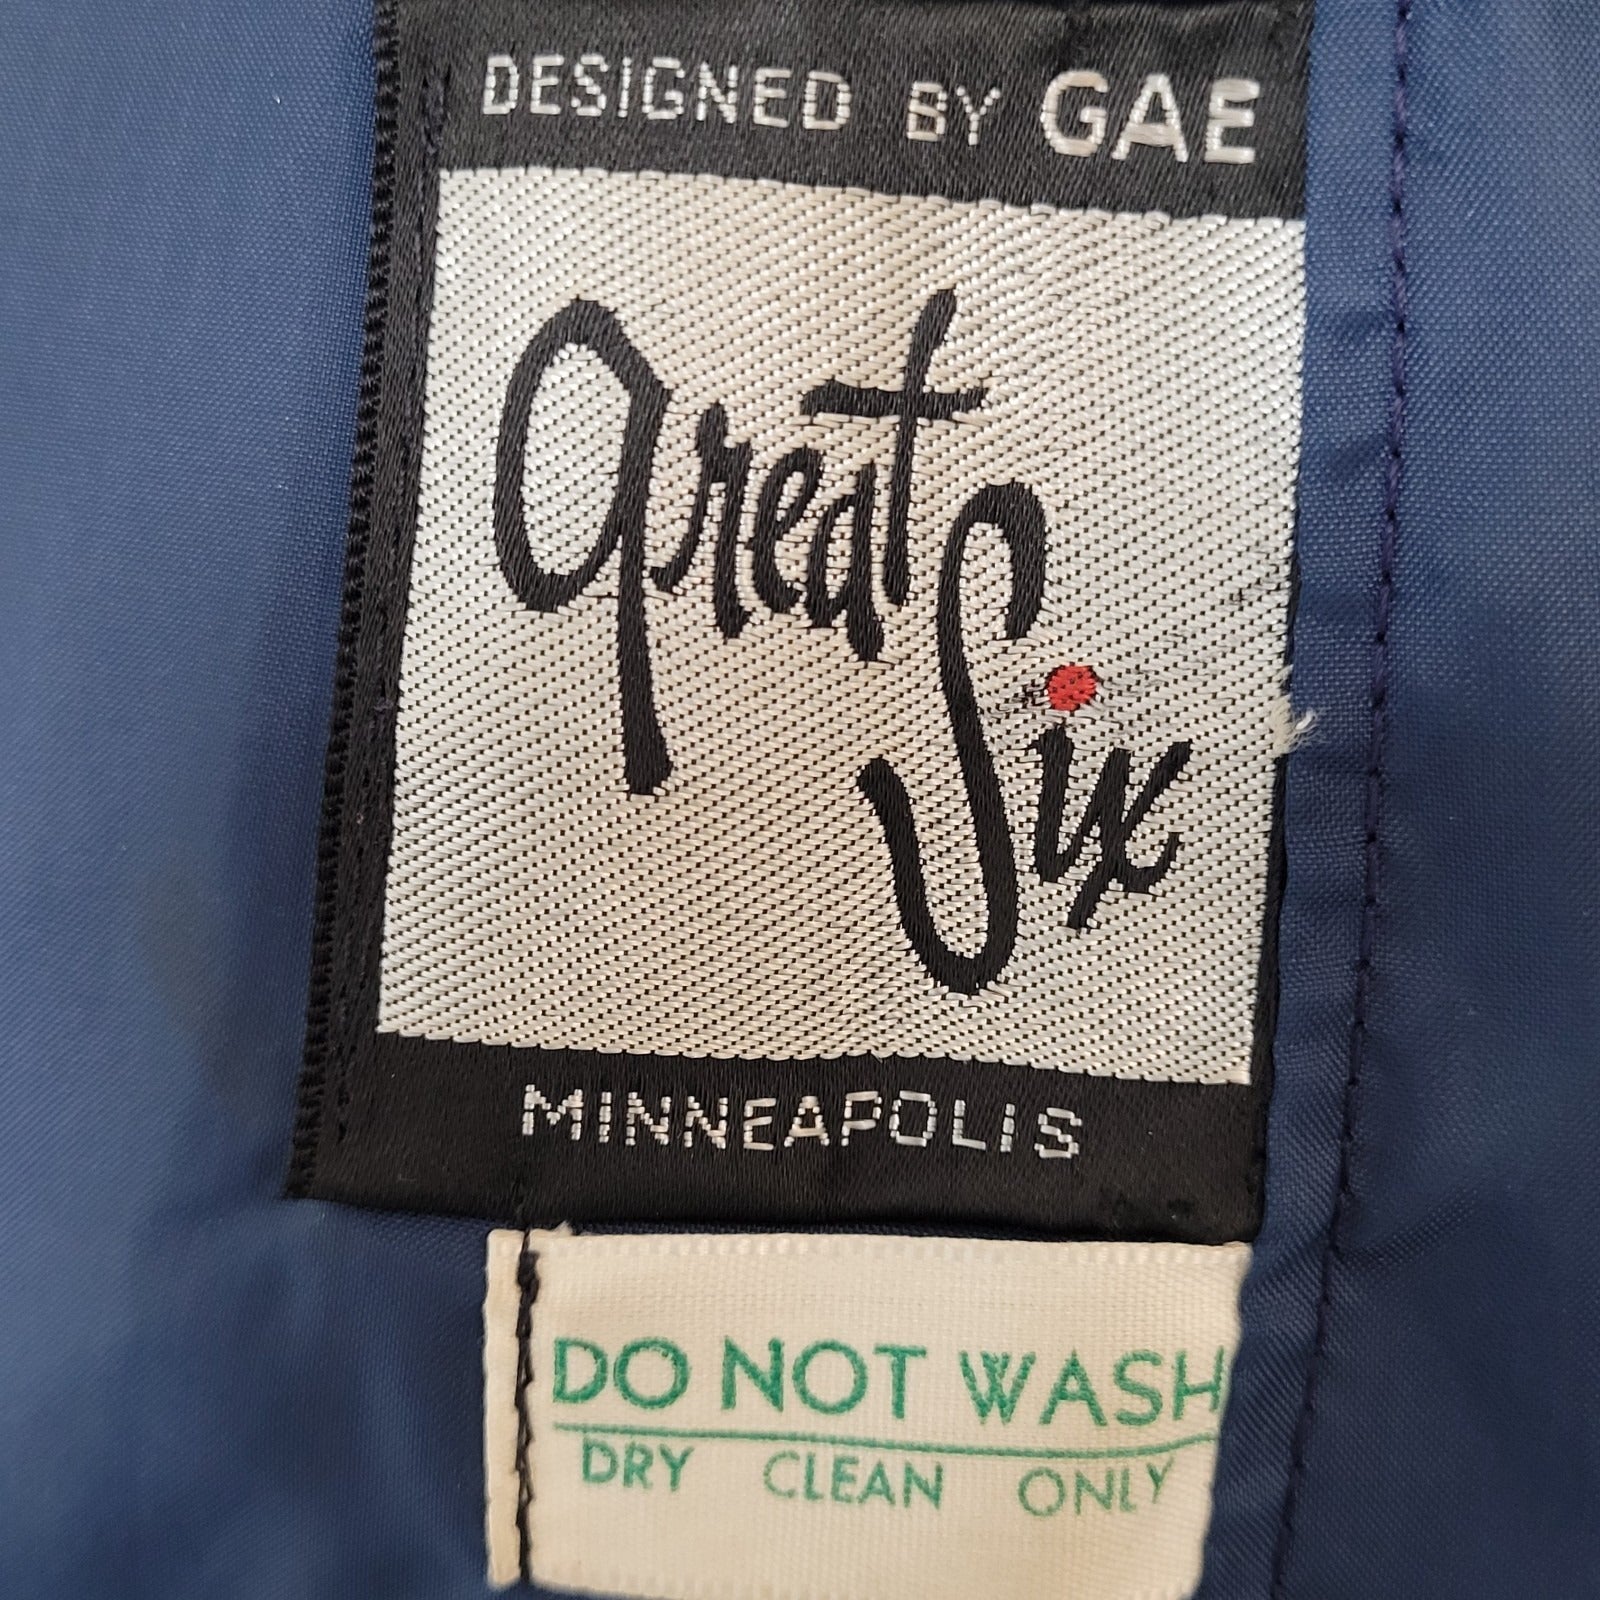 DESIGNED BY GAE
great
Six
MINNEAPOLIS
DO NOT WASH
DRY CLEAN ONLY